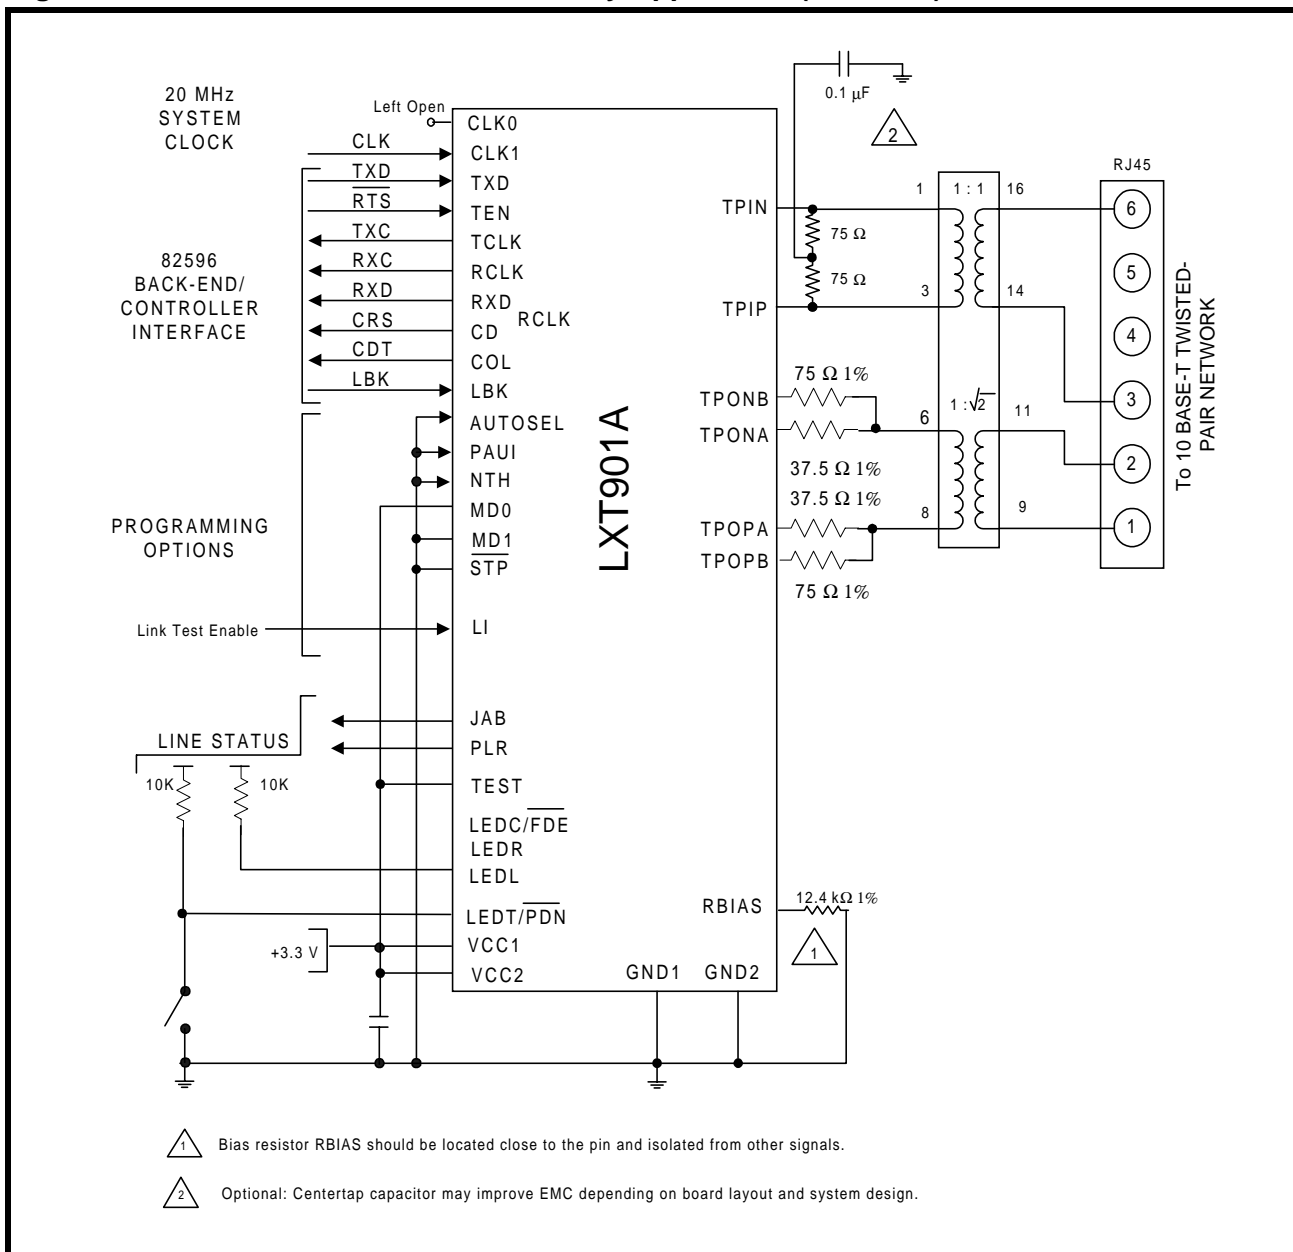 20 MHz
SYSTEM
CLOCK
Left Open
CLK
TXD
RTS
TXC
RXC
RXD
CRS
CDT
LBK
82596
BACK-END/
CONTROLLER
INTERFACE
PROGRAMMING
OPTIONS
Link Test Enable
LINE STATUS
10K
10K
+3.3 V
CLK0
CLK1
TXD
TEN
TCLK
RCLK
RXD
RCLK
CD
COL
LBK
AUTOSEL
PAUI
NTH
MD0
MD1
STP
LI
JAB
PLR
TEST
LEDC/FDE
LEDR
LEDL
LEDT/PDN
VCC1
VCC2
LXT901A
GND1
GND2
TPIN
TPIP
TPONB
TPONA
TPOPA
TPOPB
RBIAS
0.1 µF
2
75 Ω
75 Ω
75 Ω 1%
37.5 Ω 1%
37.5 Ω 1%
75 Ω 1%
12.4 kΩ 1%
1
1
1 : 1
16
3
14
6
1 : √2
11
8
9
RJ45
6
5
4
3
2
1
To 10 BASE-T TWISTED-
PAIR NETWORK
1 Bias resistor RBIAS should be located close to the pin and isolated from other signals.
2 Optional: Centertap capacitor may improve EMC depending on board layout and system design.